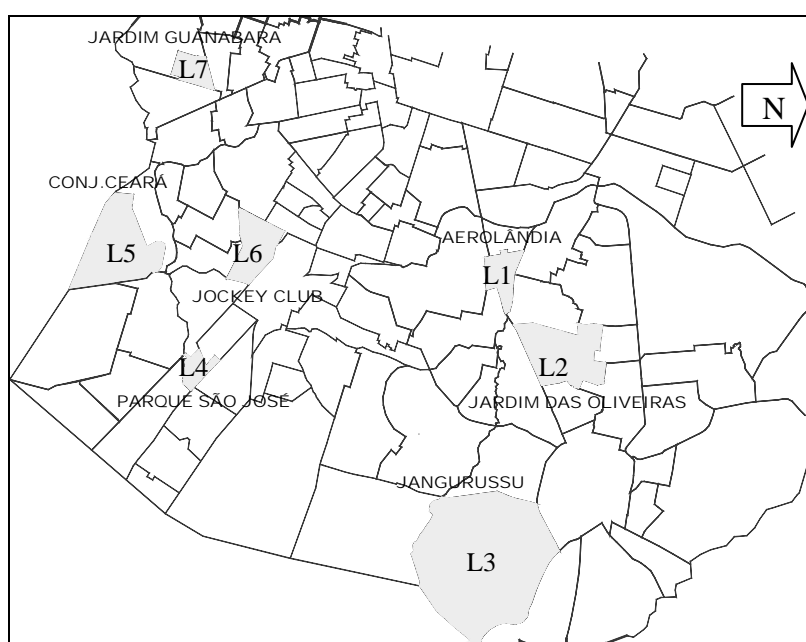 JARDIM GUANABARA
L7
N
CONJ.CEARÁ
L5
L6
AEROLÂNDIA
L1
JOCKEY CLUB
L4
L2
PARQUE SÃO JOSÉ
JARDIM DAS OLIVEIRAS
JANGURUSSU
L3